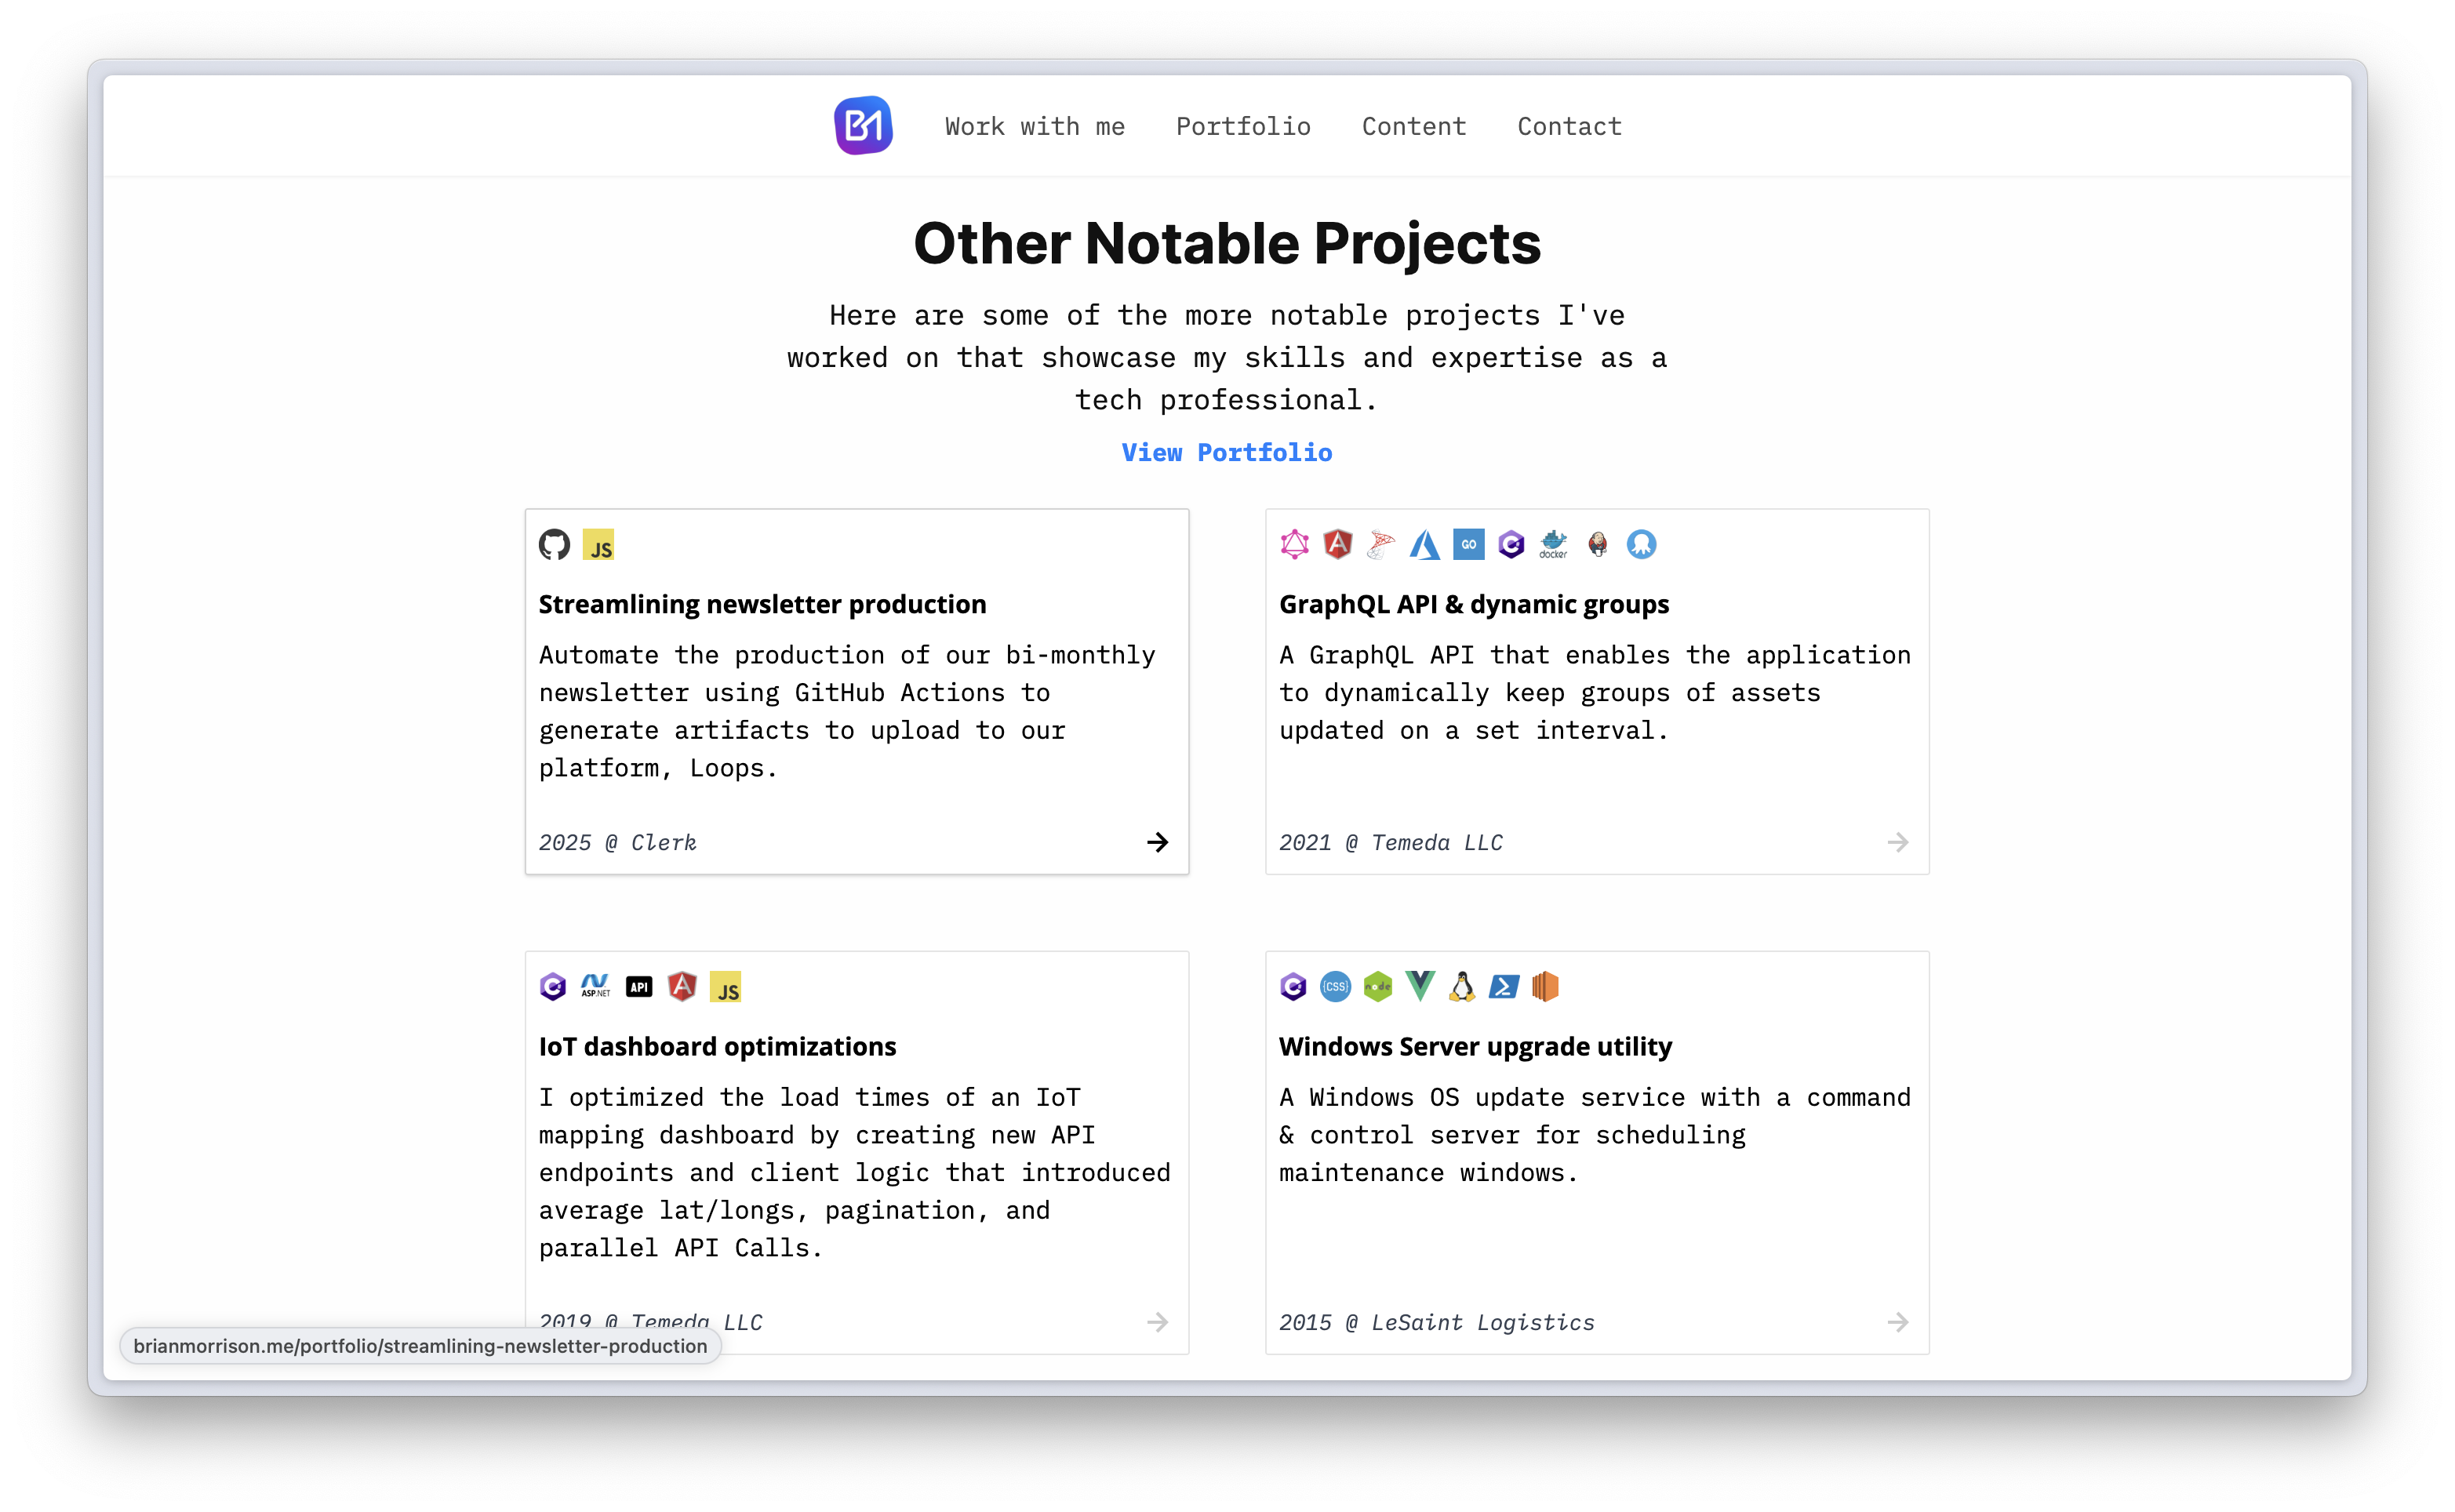 Work with me Portfolio Content Contact
Other Notable Projects
Here are some of the more notable projects I've
worked on that showcase my skills and expertise as a
tech professional.
View Portfolio
JS
Streamlining newsletter production
Automate the production of our bi-monthly
newsletter using GitHub Actions to
generate artifacts to upload to our
platform, Loops.
2025 @ Clerk
GO docker
GraphQL API & dynamic groups
A GraphQL API that enables the application
to dynamically keep groups of assets
updated on a set interval.
2021 @ Temeda LLC
ASP.NET API JS
IoT dashboard optimizations
I optimized the load times of an IoT
mapping dashboard by creating new API
endpoints and client logic that introduced
average lat/longs, pagination, and
parallel API Calls.
2019 @ Temeda LLC
{CSS} node
Windows Server upgrade utility
A Windows OS update service with a command
& control server for scheduling
maintenance windows.
2015 @ LeSaint Logistics
brianmorrison.me/portfolio/streamlining-newsletter-production